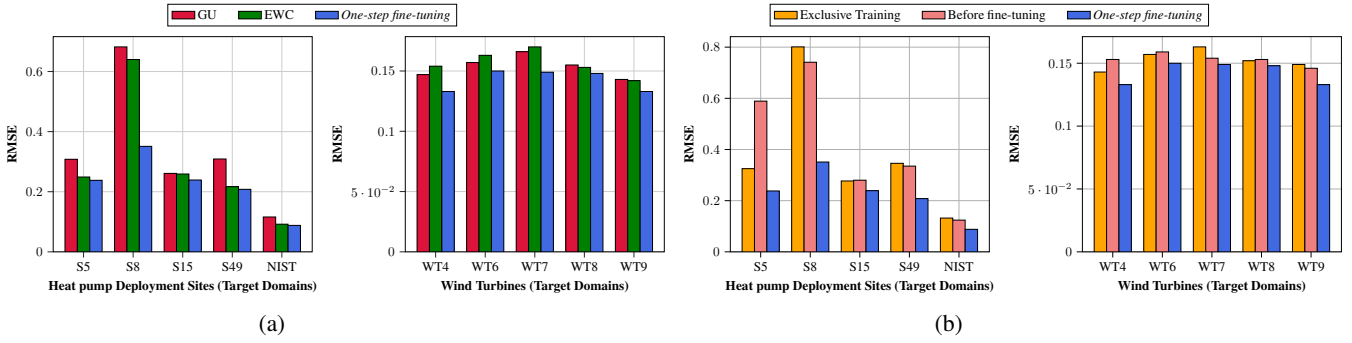 GU EWC One-step fine-tuning
Exclusive Training Before fine-tuning One-step fine-tuning
RMSE
0.6
0.4
0.2
0
S5 S8 S15 S49 NIST
Heat pump Deployment Sites (Target Domains)
RMSE
0.15
0.1
5 · 10⁻²
0
WT4 WT6 WT7 WT8 WT9
Wind Turbines (Target Domains)
(a)
RMSE
0.8
0.6
0.4
0.2
0
S5 S8 S15 S49 NIST
Heat pump Deployment Sites (Target Domains)
RMSE
0.15
0.1
5 · 10⁻²
0
WT4 WT6 WT7 WT8 WT9
Wind Turbines (Target Domains)
(b)